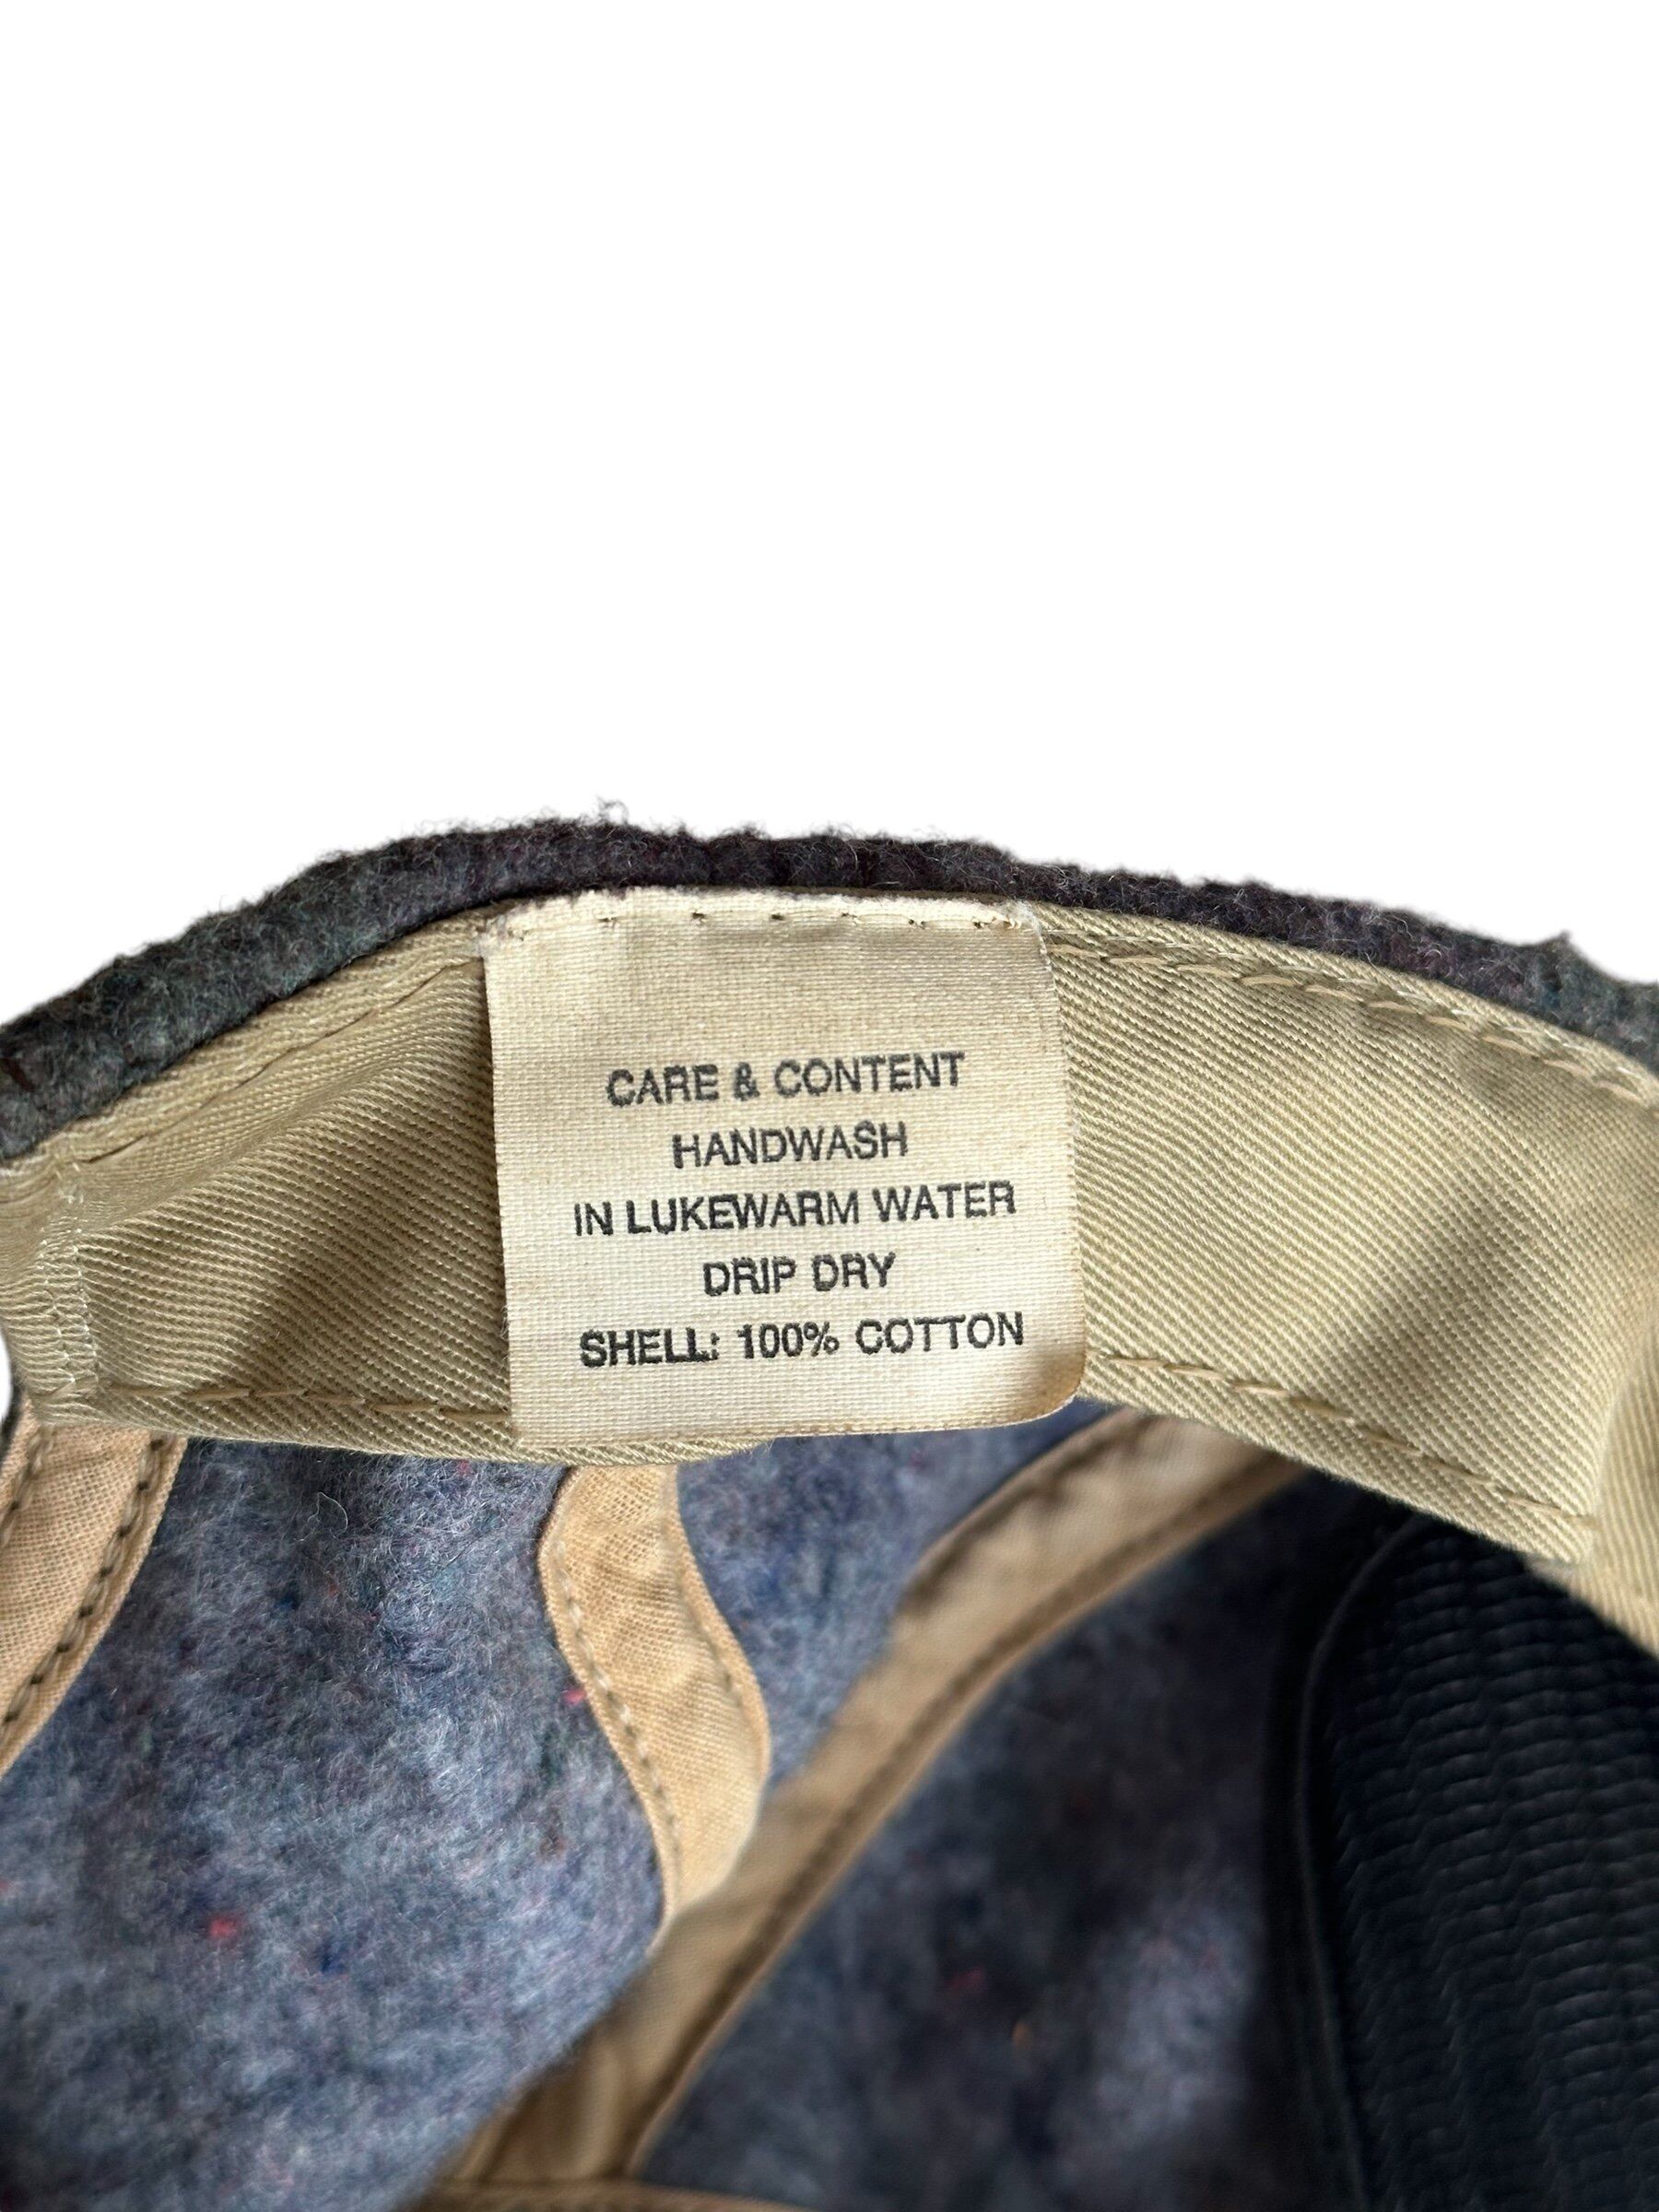 CARE & CONTENT
HANDWASH
IN LUKEWARM WATER
DRIP DRY
SHELL: 100% COTTON